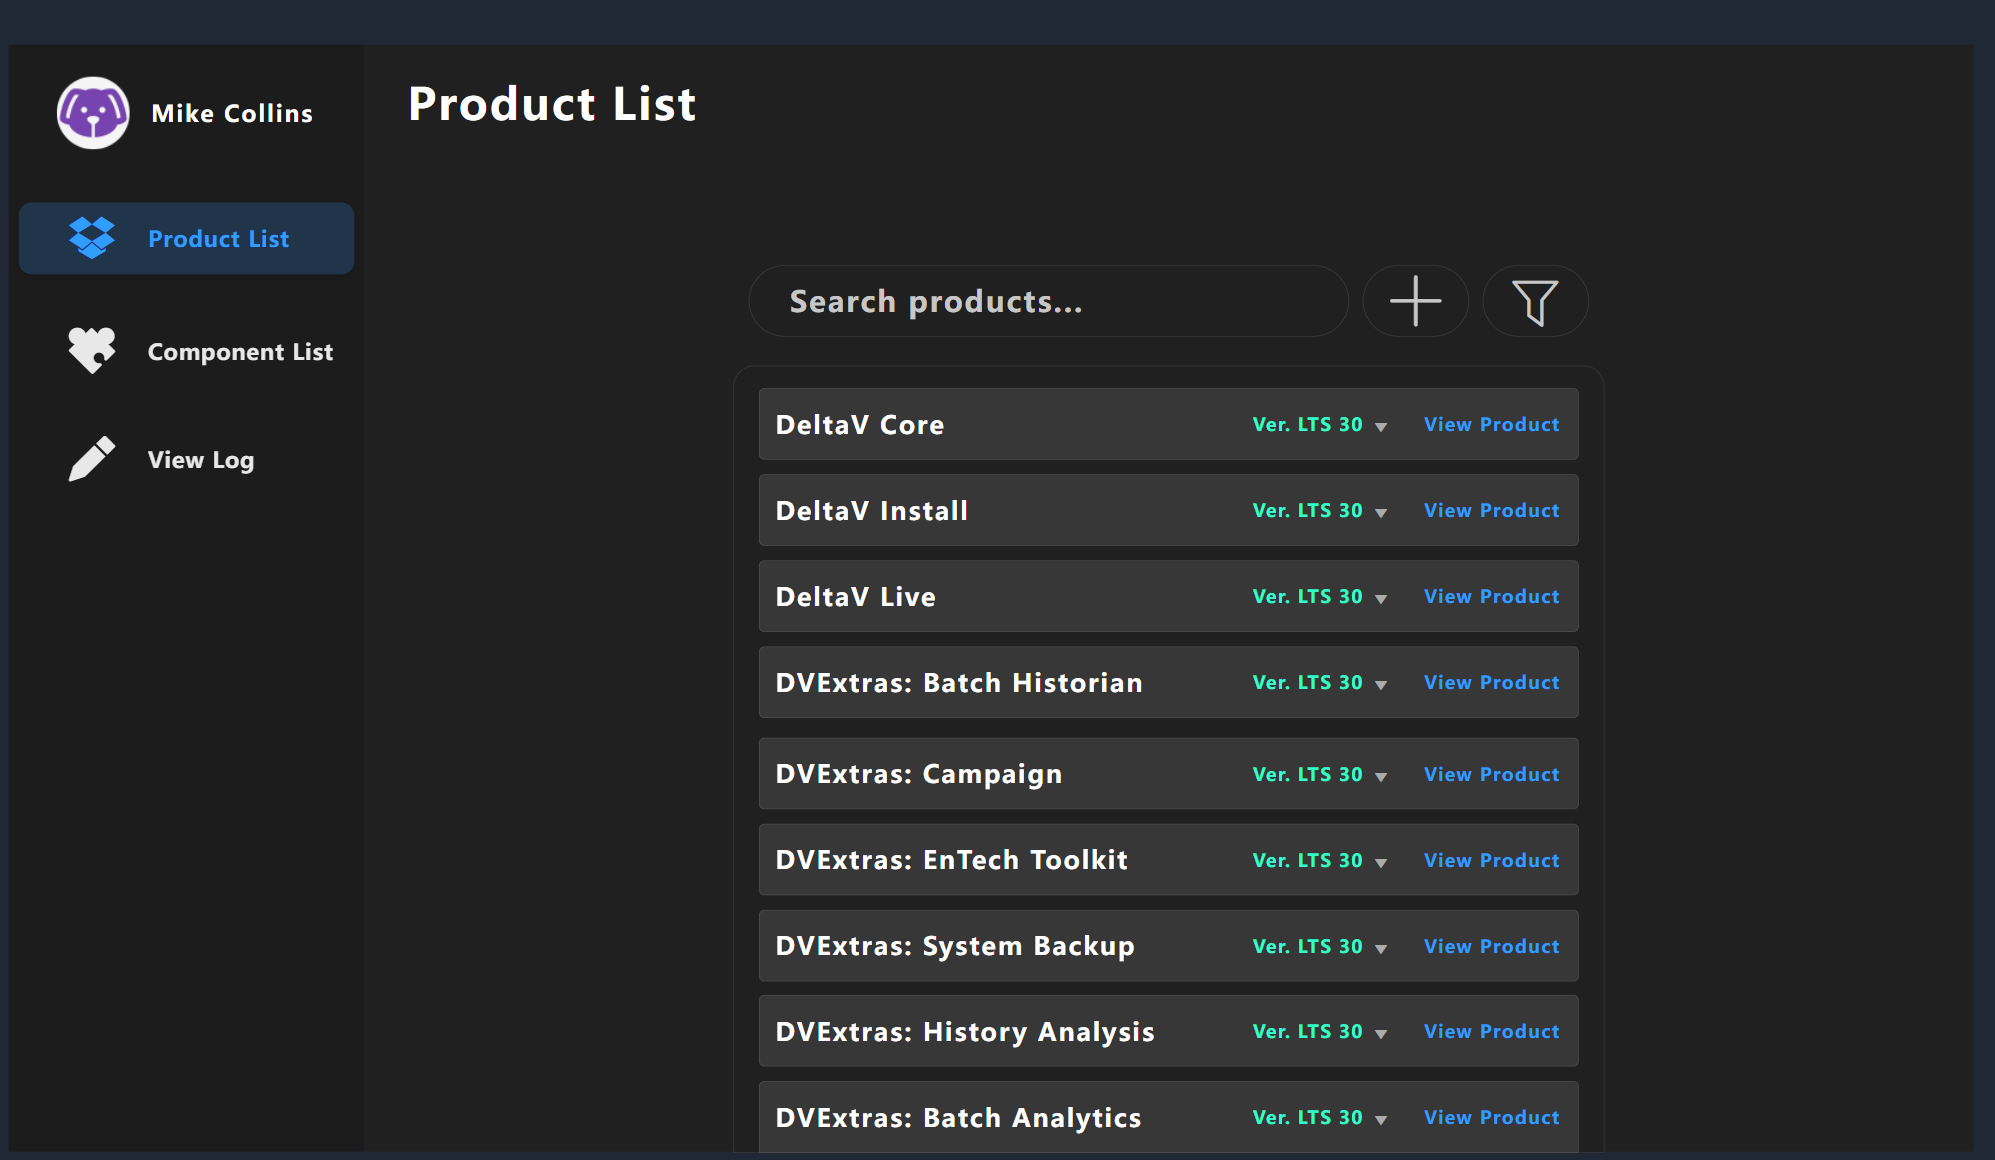 Mike Collins
Product List
Component List
View Log
Product List
Search products...
DeltaV Core Ver. LTS 30 View Product
DeltaV Install Ver. LTS 30 View Product
DeltaV Live Ver. LTS 30 View Product
DVExtras: Batch Historian Ver. LTS 30 View Product
DVExtras: Campaign Ver. LTS 30 View Product
DVExtras: EnTech Toolkit Ver. LTS 30 View Product
DVExtras: System Backup Ver. LTS 30 View Product
DVExtras: History Analysis Ver. LTS 30 View Product
DVExtras: Batch Analytics Ver. LTS 30 View Product